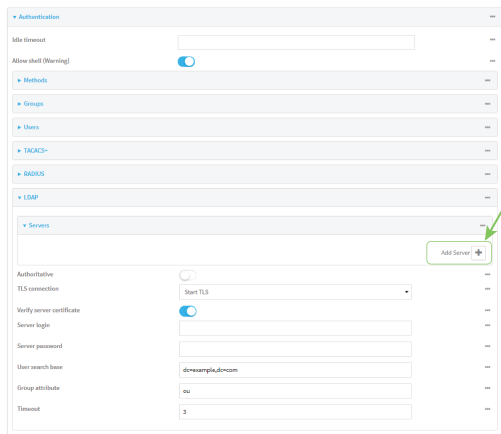 Authentication
Idle timeout
Allow shell (Warning)
Methods
Groups
Users
TACACS+
RADIUS
LDAP
Servers
Add Server
Authoritative
TLS connection Start TLS
Verify server certificate
Server login
Server password
User search base dc=example,dc=com
Group attribute ou
Timeout 3